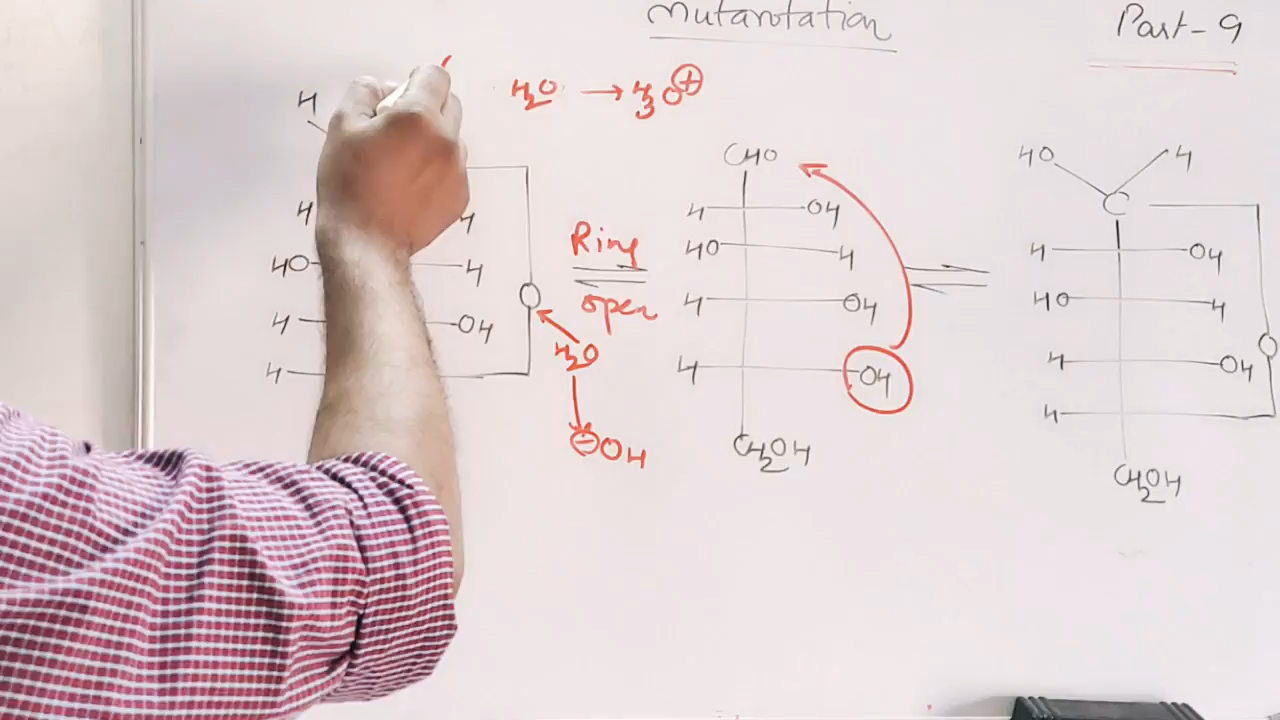 Mutarotation
Part-9
H
H2O → H3O⊕
H
H
HO
H
H
OH
H
O
H2O
⊖OH
Ring
open
CHO
H
OH
HO
H
H
OH
H
OH
CH2OH
HO
H
C
H
OH
HO
H
H
OH
H
O
CH2OH